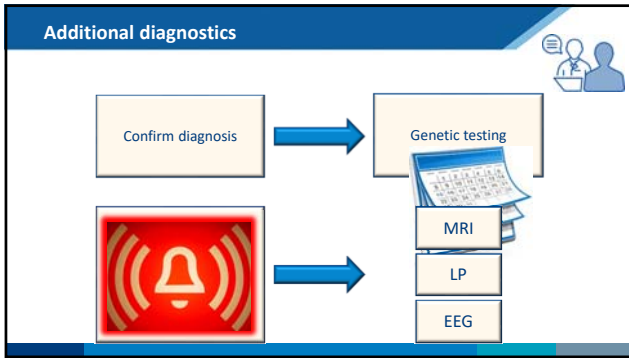 Additional diagnostics
Confirm diagnosis
Genetic testing
MRI
LP
EEG